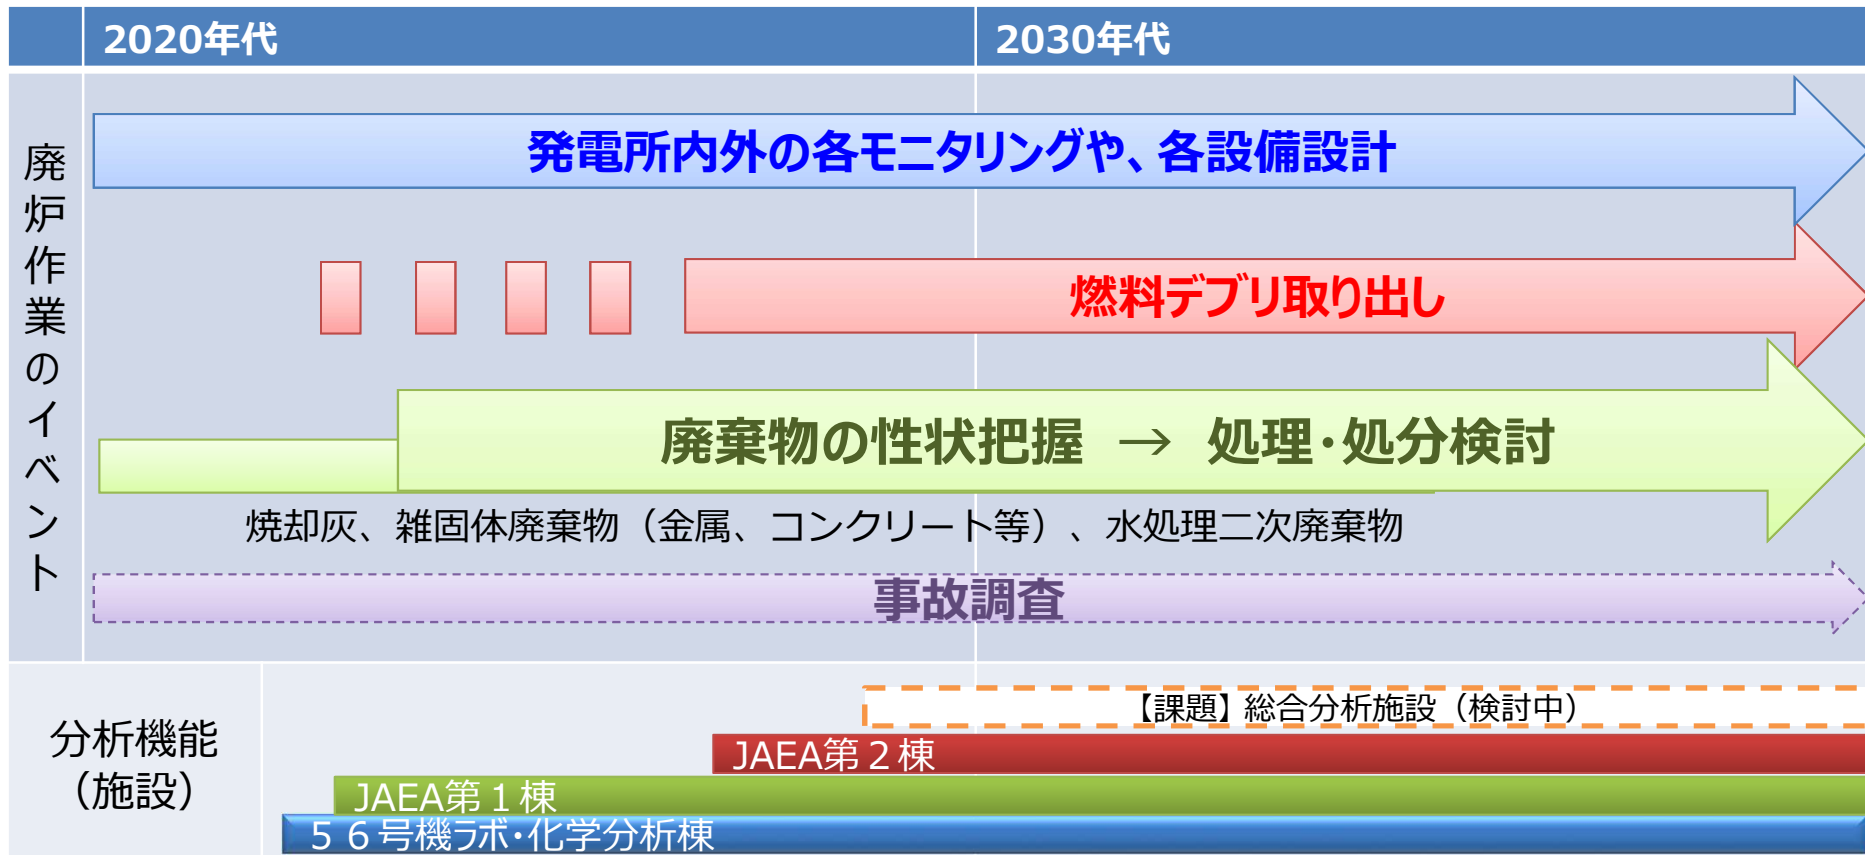 2020年代
2030年代
廃炉作業のイベント
発電所内外の各モニタリングや、各設備設計
燃料デブリ取り出し
廃棄物の性状把握 → 処理・処分検討
焼却灰、雑固体廃棄物（金属、コンクリート等）、水処理二次廃棄物
事故調査
分析機能
（施設）
【課題】総合分析施設（検討中）
JAEA第２棟
JAEA第１棟
５６号機ラボ・化学分析棟